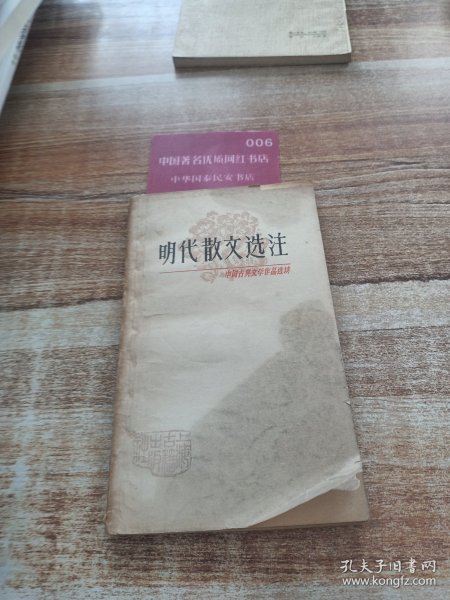 006
中国著名优质网红书店
中华国泰民安书店
明代散文选注
中国古典文学作品选读
孔夫子旧书网
www.kongfz.com